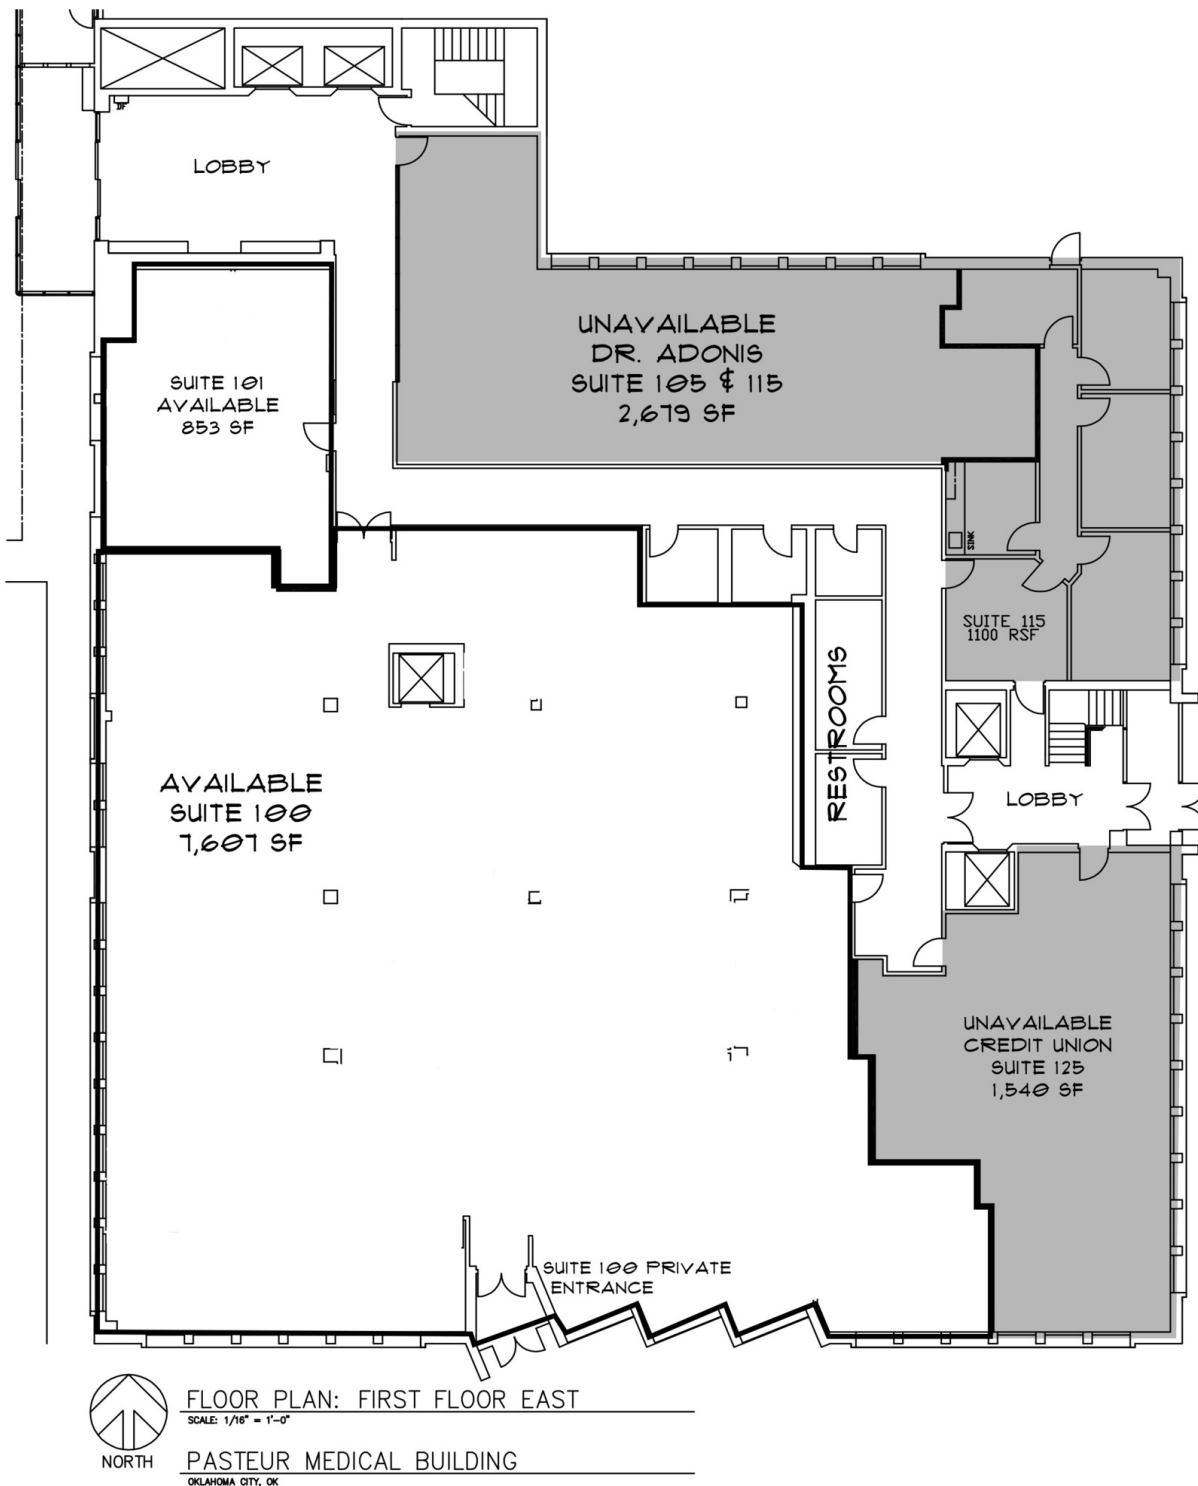 DF
LOBBY
UNAVAILABLE
DR. ADONIS
SUITE 105 & 115
2,679 SF
SUITE 101
AVAILABLE
853 SF
SINK
SUITE 115
1100 RSF
RESTROOMS
AVAILABLE
SUITE 100
7,607 SF
LOBBY
UNAVAILABLE
CREDIT UNION
SUITE 125
1,540 SF
SUITE 100 PRIVATE
ENTRANCE
NORTH
FLOOR PLAN: FIRST FLOOR EAST
SCALE: 1/16" = 1'-0"
PASTEUR MEDICAL BUILDING
OKLAHOMA CITY, OK